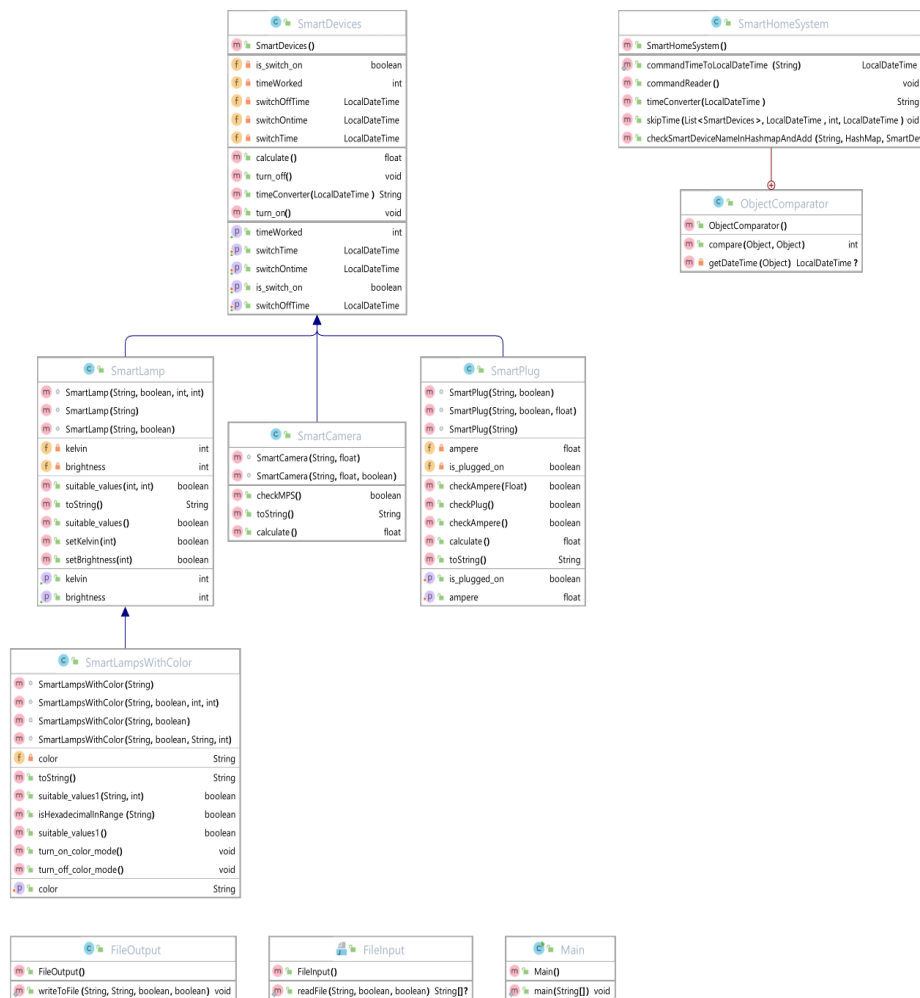 SmartDevices
SmartDevices()
is_switch_on boolean
timeWorked int
switchOffTime LocalDateTime
switchOntime LocalDateTime
switchTime LocalDateTime
calculate() float
turn_off() void
timeConverter(LocalDateTime) String
turn_on() void
timeWorked int
switchTime LocalDateTime
switchOntime LocalDateTime
is_switch_on boolean
switchOffTime LocalDateTime
SmartHomeSystem
SmartHomeSystem()
commandTimeToLocalDateTime (String) LocalDateTime
commandReader() void
timeConverter(LocalDateTime) String
skipTime(List<SmartDevices>, LocalDateTime, int, LocalDateTime) void
checkSmartDeviceNameInHashmapAndAdd (String, HashMap, SmartDev
ObjectComparator
ObjectComparator()
compare(Object, Object) int
getDateTime(Object) LocalDateTime?
SmartLamp
SmartLamp(String, boolean, int, int)
SmartLamp(String)
SmartLamp(String, boolean)
kelvin int
brightness int
suitable_values(int, int) boolean
toString() String
suitable_values() boolean
setKelvin(int) boolean
setBrightness(int) boolean
kelvin int
brightness int
SmartCamera
SmartCamera(String, float)
SmartCamera(String, float, boolean)
checkMPS() boolean
toString() String
calculate() float
SmartPlug
SmartPlug(String, boolean)
SmartPlug(String, boolean, float)
SmartPlug(String)
ampere float
is_plugged_on boolean
checkAmpere(Float) boolean
checkPlug() boolean
checkAmpere() boolean
calculate() float
toString() String
is_plugged_on boolean
ampere float
SmartLampsWithColor
SmartLampsWithColor(String)
SmartLampsWithColor(String, boolean, int, int)
SmartLampsWithColor(String, boolean)
SmartLampsWithColor(String, boolean, String, int)
color String
toString() String
suitable_values1(String, int) boolean
isHexadecimalInRange (String) boolean
suitable_values1() boolean
turn_on_color_mode() void
turn_off_color_mode() void
color String
FileOutput
FileOutput()
writeToFile (String, String, boolean, boolean) void
FileInput
FileInput()
readFile(String, boolean, boolean) String[]?
Main
Main()
main(String[]) void